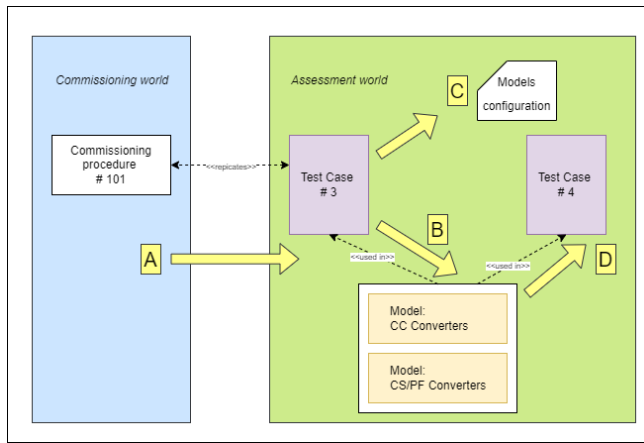 Commissioning world
Assessment world
C
Models
configuration
Commissioning
procedure
# 101
<<repicates>>
Test Case
# 3
Test Case
# 4
A
B
<<used in>>
<<used in>>
D
Model:
CC Converters
Model:
CS/PF Converters